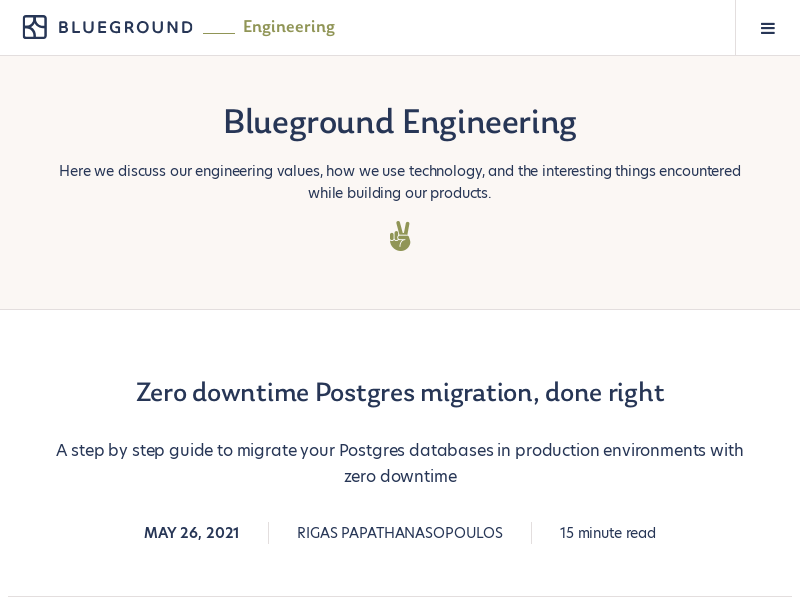 BLUEGROUND Engineering
Blueground Engineering
Here we discuss our engineering values, how we use technology, and the interesting things encountered
while building our products.
Zero downtime Postgres migration, done right
A step by step guide to migrate your Postgres databases in production environments with
zero downtime
MAY 26, 2021 RIGAS PAPATHANASOPOULOS 15 minute read